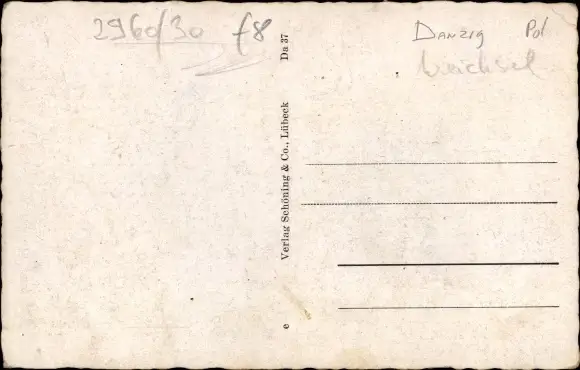 2960/30 f8
Danzig Pol
Weichsel
Verlag Schöning & Co., Lübeck Da 37
e